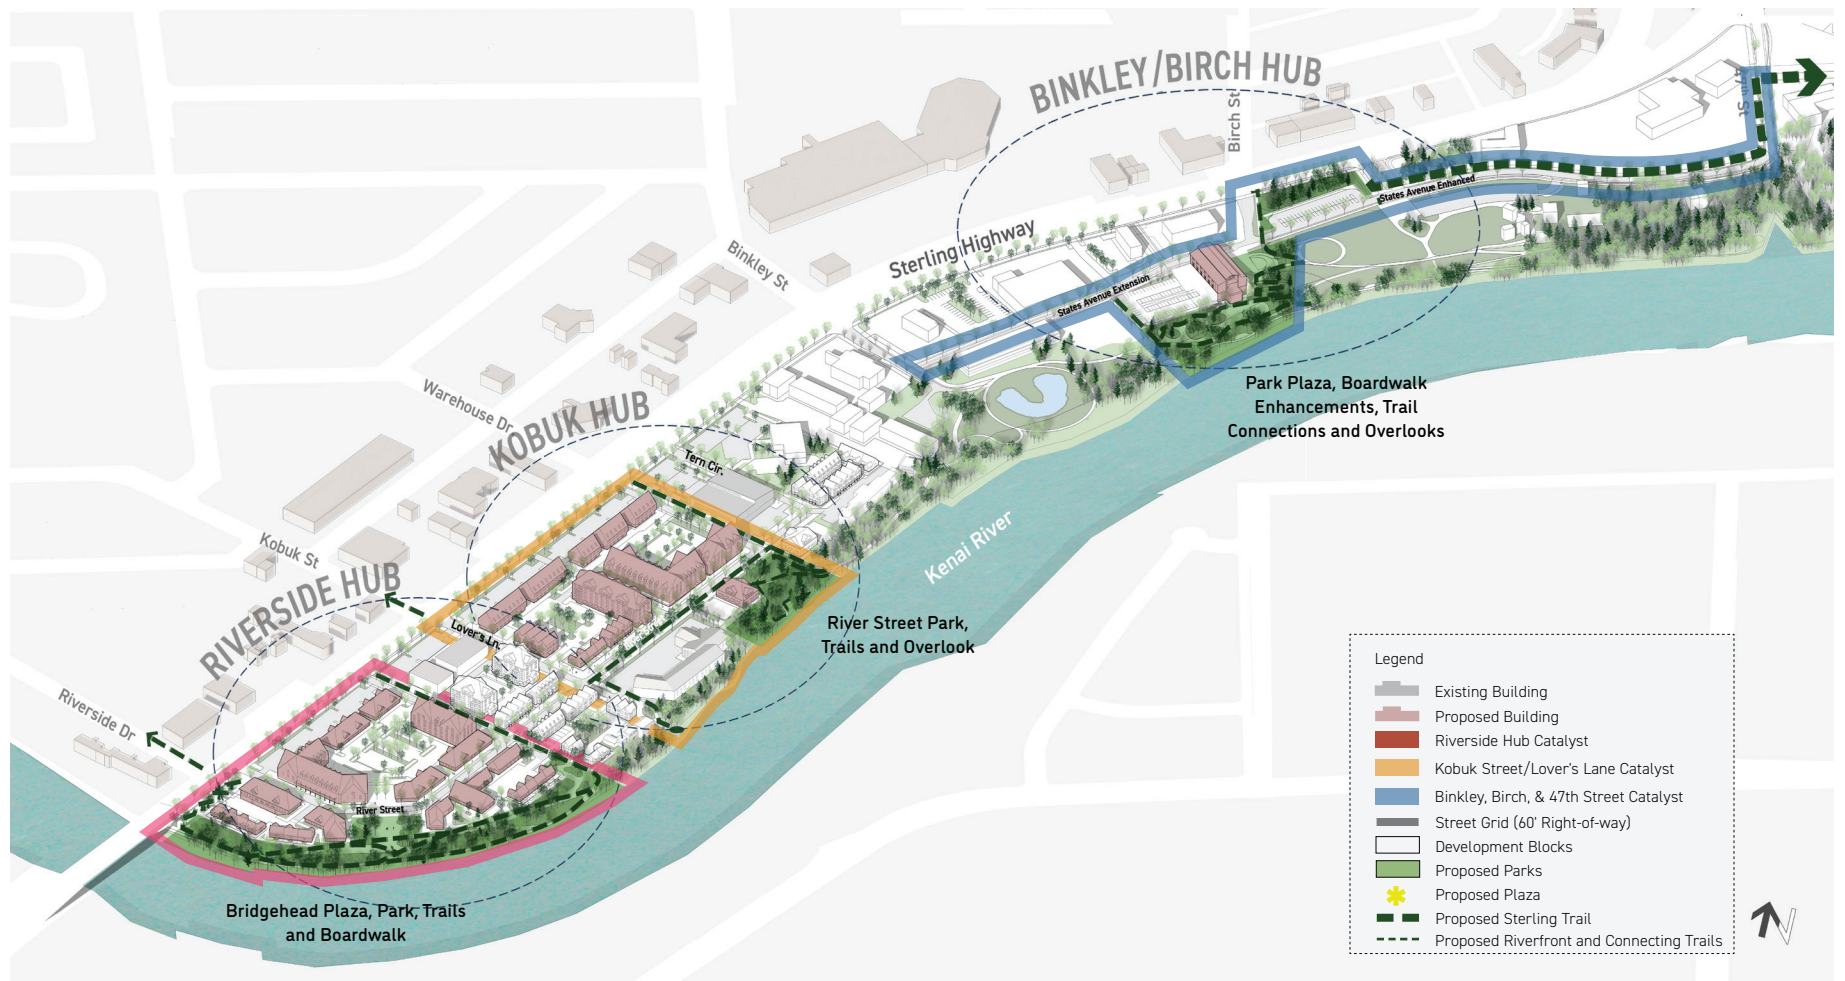 BINKLEY/BIRCH HUB
Birch St
47th St
States Avenue Enhanced
Sterling Highway
Binkley St
States Avenue Extension
Park Plaza, Boardwalk
Enhancements, Trail
Connections and Overlooks
Warehouse Dr
KOBUK HUB
Tern Cir.
Kenai River
Kobuk St
RIVERSIDE HUB
Lover's Ln.
River Street Park,
Trails and Overlook
Riverside Dr
River Street
Bridgehead Plaza, Park, Trails
and Boardwalk
Legend
Existing Building
Proposed Building
Riverside Hub Catalyst
Kobuk Street/Lover's Lane Catalyst
Binkley, Birch, & 47th Street Catalyst
Street Grid (60' Right-of-way)
Development Blocks
Proposed Parks
Proposed Plaza
Proposed Sterling Trail
Proposed Riverfront and Connecting Trails
N